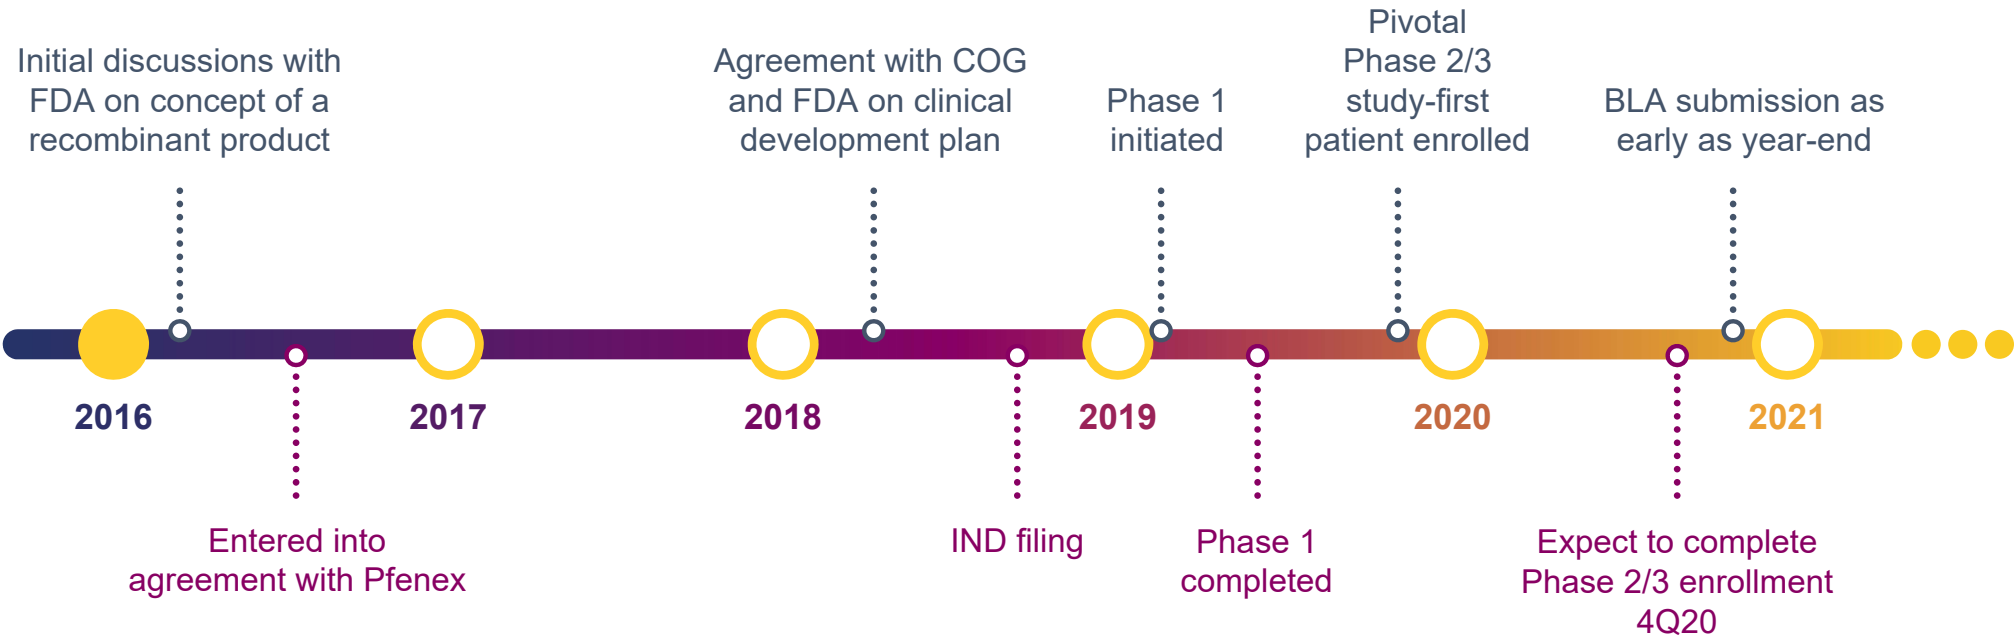 Initial discussions with
FDA on concept of a
recombinant product
Agreement with COG
and FDA on clinical
development plan
Phase 1
initiated
Pivotal
Phase 2/3
study-first
patient enrolled
BLA submission as
early as year-end
2016
2017
2018
2019
2020
2021
Entered into
agreement with Pfenex
IND filing
Phase 1
completed
Expect to complete
Phase 2/3 enrollment
4Q20